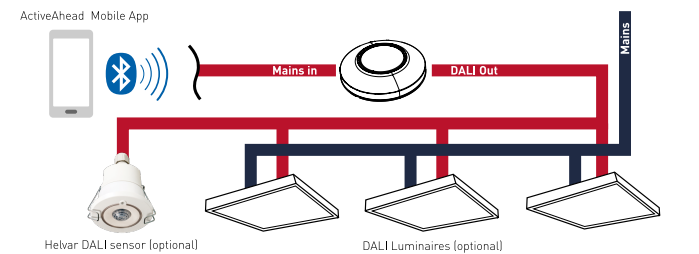 ActiveAhead Mobile App
Mains in
DALI Out
Mains
Helvar DALI sensor (optional)
DALI Luminaires (optional)